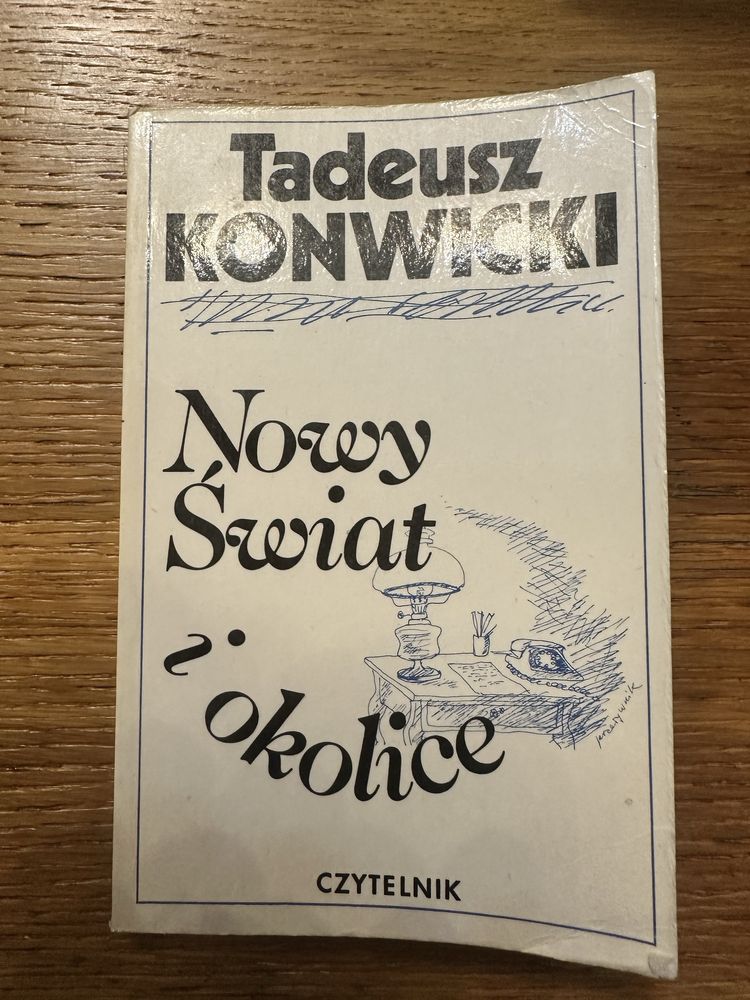 Tadeusz
KONWICKI
Nowy
Świat
i okolice
CZYTELNIK